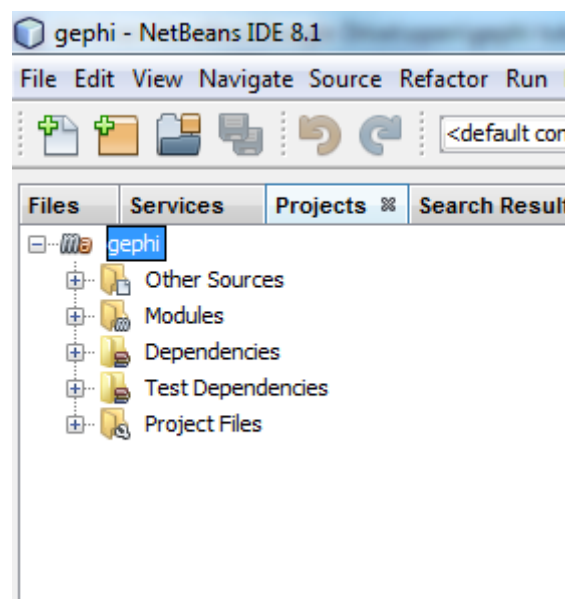 gephi - NetBeans IDE 8.1
File Edit View Navigate Source Refactor Run
<default con
Files Services Projects Search Result
gephi
Other Sources
Modules
Dependencies
Test Dependencies
Project Files